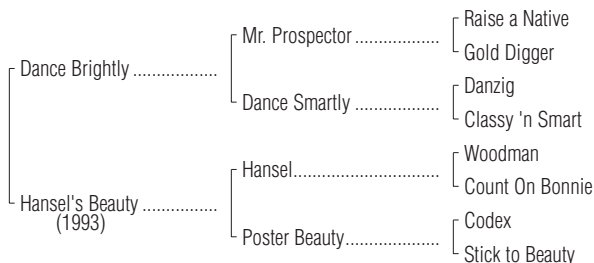 Raise a Native
Mr. Prospector ..................
Gold Digger
Dance Brightly ..................
Danzig
Dance Smartly ..................
Classy 'n Smart
Woodman
Hansel...............................
Count On Bonnie
Hansel's Beauty ................
(1993)
Codex
Poster Beauty....................
Stick to Beauty